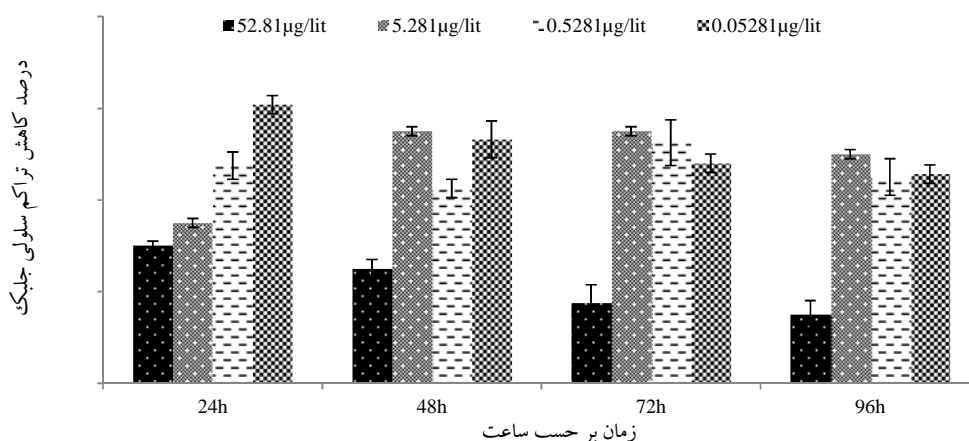 52.81µg/lit 5.281µg/lit 0.5281µg/lit 0.05281µg/lit
درصد کاهش تراکم سلولی جلبک
24h 48h 72h 96h
زمان بر حسب ساعت